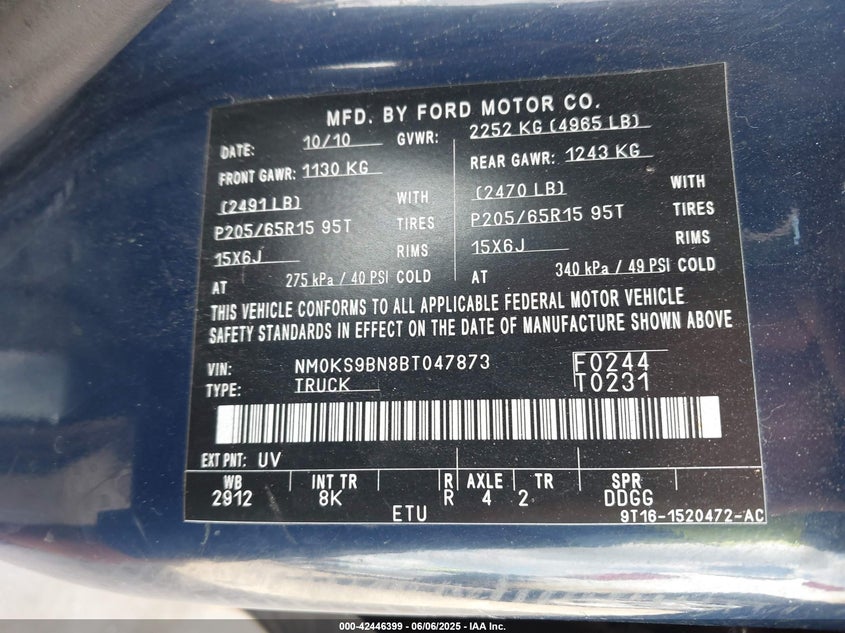 MFD. BY FORD MOTOR CO.
DATE: 10/10 GVWR: 2252 KG (4965 LB)
FRONT GAWR: 1130 KG REAR GAWR: 1243 KG
(2491 LB) WITH (2470 LB) WITH
P205/65R15 95T TIRES P205/65R15 95T TIRES
15X6J RIMS 15X6J RIMS
AT 275 kPa / 40 PSI COLD AT 340 kPa / 49 PSI COLD
THIS VEHICLE CONFORMS TO ALL APPLICABLE FEDERAL MOTOR VEHICLE
SAFETY STANDARDS IN EFFECT ON THE DATE OF MANUFACTURE SHOWN ABOVE
VIN: NM0KS9BN8BT047873 F0244
TYPE: TRUCK T0231
EXT PNT: UV
WB INT TR R AXLE TR SPR
2912 8K R 4 2 DDGG
ETU 9T16-1520472-AC
000-42446399 - 06/06/2025 - IAA Inc.